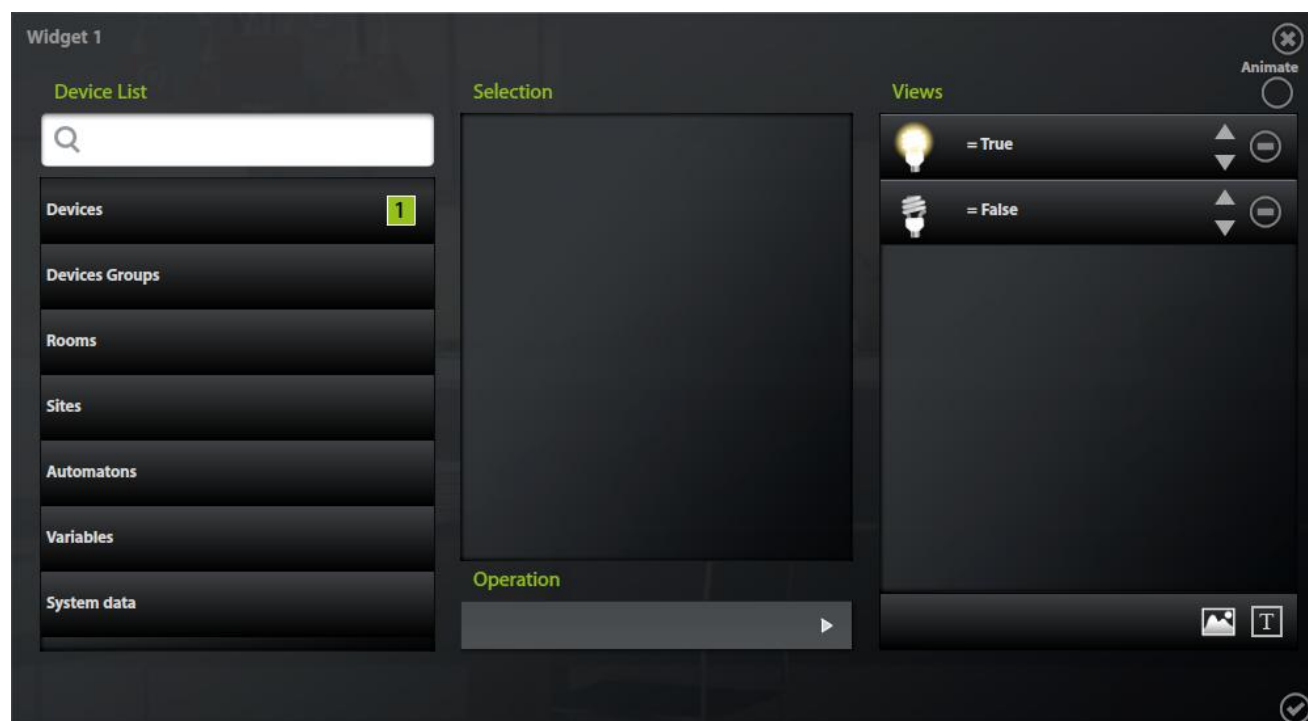 Widget 1
Animate
Device List
Selection
Views
= True
Devices
1
= False
Devices Groups
Rooms
Sites
Automatons
Variables
Operation
System data
T